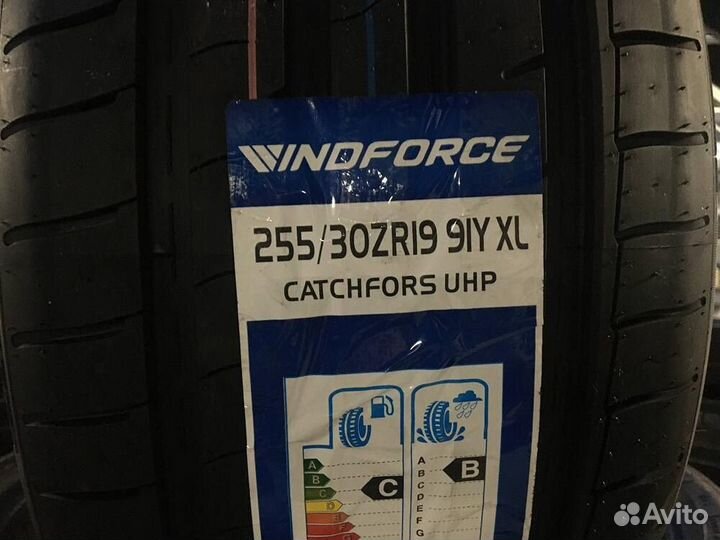 WINDFORCE
255/30ZR19 91Y XL
CATCHFORS UHP
A
B
C
D
E
F
C
A
B
C
D
E
F
G
B
Avito